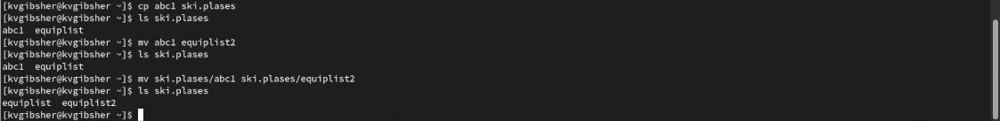 [kvgibsher@kvgibsher ~]$ cp abc1 ski.plases
[kvgibsher@kvgibsher ~]$ ls ski.plases
abc1  equiplist
[kvgibsher@kvgibsher ~]$ mv abc1 equiplist2
[kvgibsher@kvgibsher ~]$ ls ski.plases
abc1  equiplist
[kvgibsher@kvgibsher ~]$ mv ski.plases/abc1 ski.plases/equiplist2
[kvgibsher@kvgibsher ~]$ ls ski.plases
equiplist  equiplist2
[kvgibsher@kvgibsher ~]$